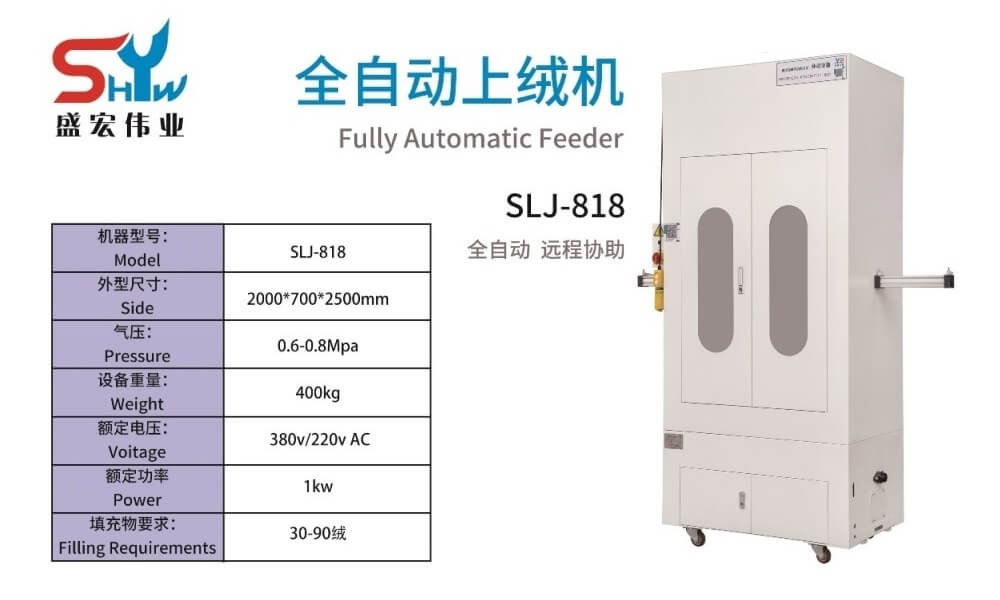 SHYW
盛宏伟业
全自动上绒机
Fully Automatic Feeder
SLJ-818
全自动 远程协助
机器型号：
Model
SLJ-818
外型尺寸：
Side
2000*700*2500mm
气压：
Pressure
0.6-0.8Mpa
设备重量：
Weight
400kg
额定电压：
Voitage
380v/220v AC
额定功率
Power
1kw
填充物要求：
Filling Requirements
30-90绒